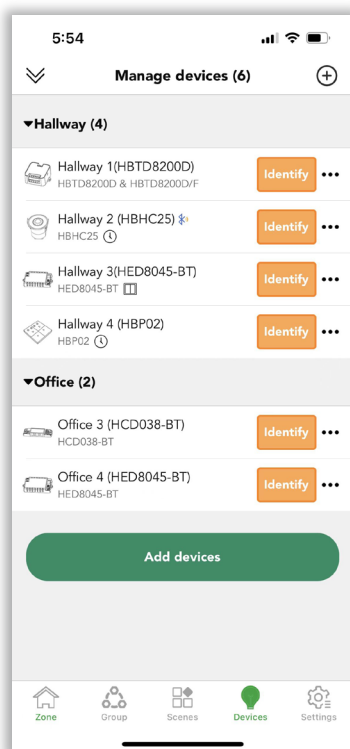 5:54
Manage devices (6)
Hallway (4)
Hallway 1(HBTD8200D)
HBTD8200D & HBTD8200D/F
Identify
Hallway 2 (HBHC25)
HBHC25
Identify
Hallway 3(HED8045-BT)
HED8045-BT
Identify
Hallway 4 (HBP02)
HBP02
Identify
Office (2)
Office 3 (HCD038-BT)
HCD038-BT
Identify
Office 4 (HED8045-BT)
HED8045-BT
Identify
Add devices
Zone
Group
Scenes
Devices
Settings